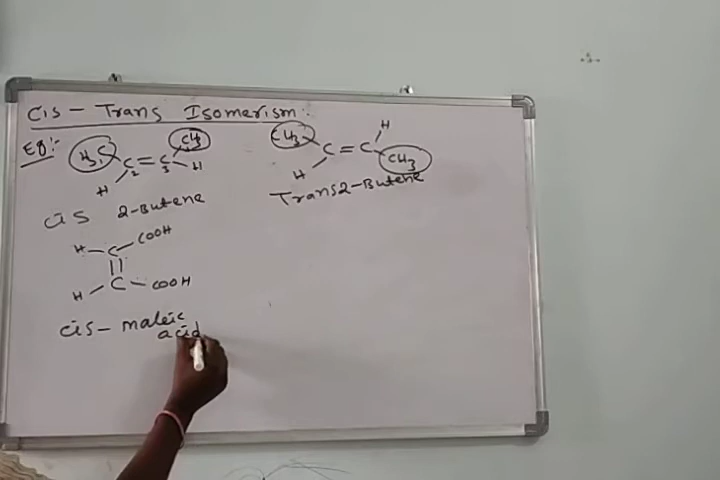 Cis - Trans Isomerism :
Eg :-
H3C CH3
C = C
2 3
H H
cis 2-Butene
CH3 H
C = C
H CH3
Trans 2-Butene
H - C - COOH
||
H - C - COOH
cis - maleic
acid